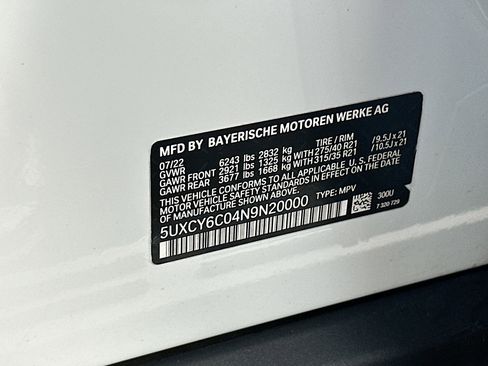 MFD BY BAYERISCHE MOTOREN WERKE AG
07/22 TIRE / RIM
GVWR 6243 lbs 2832 kg
GAWR FRONT 2921 lbs 1325 kg WITH 275/40 R21 /9.5J x 21
GAWR REAR 3677 lbs 1668 kg WITH 315/35 R21 /10.5J x 21
THIS VEHICLE CONFORMS TO ALL APPLICABLE U.S. FEDERAL
MOTOR VEHICLE SAFETY STANDARDS IN EFFECT ON THE DATE OF
MANUFACTURE SHOWN ABOVE.
5UXCY6C04N9N20000 TYPE: MPV
300U
7 320 729